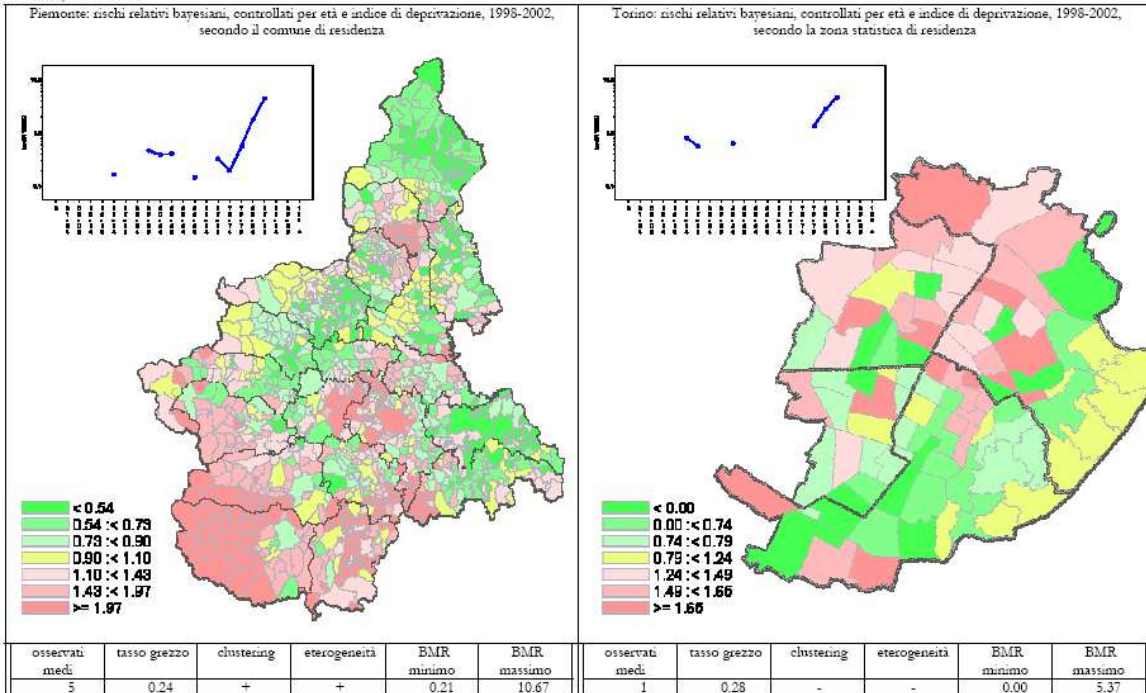 Piemonte: rischi relativi bayesiani, controllati per età e indice di deprivazione, 1998-2002,
secondo il comune di residenza
< 0.54
0.54 :< 0.73
0.73 :< 0.90
0.90 :< 1.10
1.10 :< 1.43
1.43 :< 1.97
>= 1.97
osservati medi
tasso grezzo
clustering
eterogeneità
BMR minimo
BMR massimo
5
0.24
+
+
0.21
10.67
Torino: rischi relativi bayesiani, controllati per età e indice di deprivazione, 1998-2002,
secondo la zona statistica di residenza
< 0.00
0.00 :< 0.74
0.74 :< 0.79
0.79 :< 1.24
1.24 :< 1.49
1.49 :< 1.66
>= 1.66
osservati medi
tasso grezzo
clustering
eterogeneità
BMR minimo
BMR massimo
1
0.28
-
-
0.00
5.37